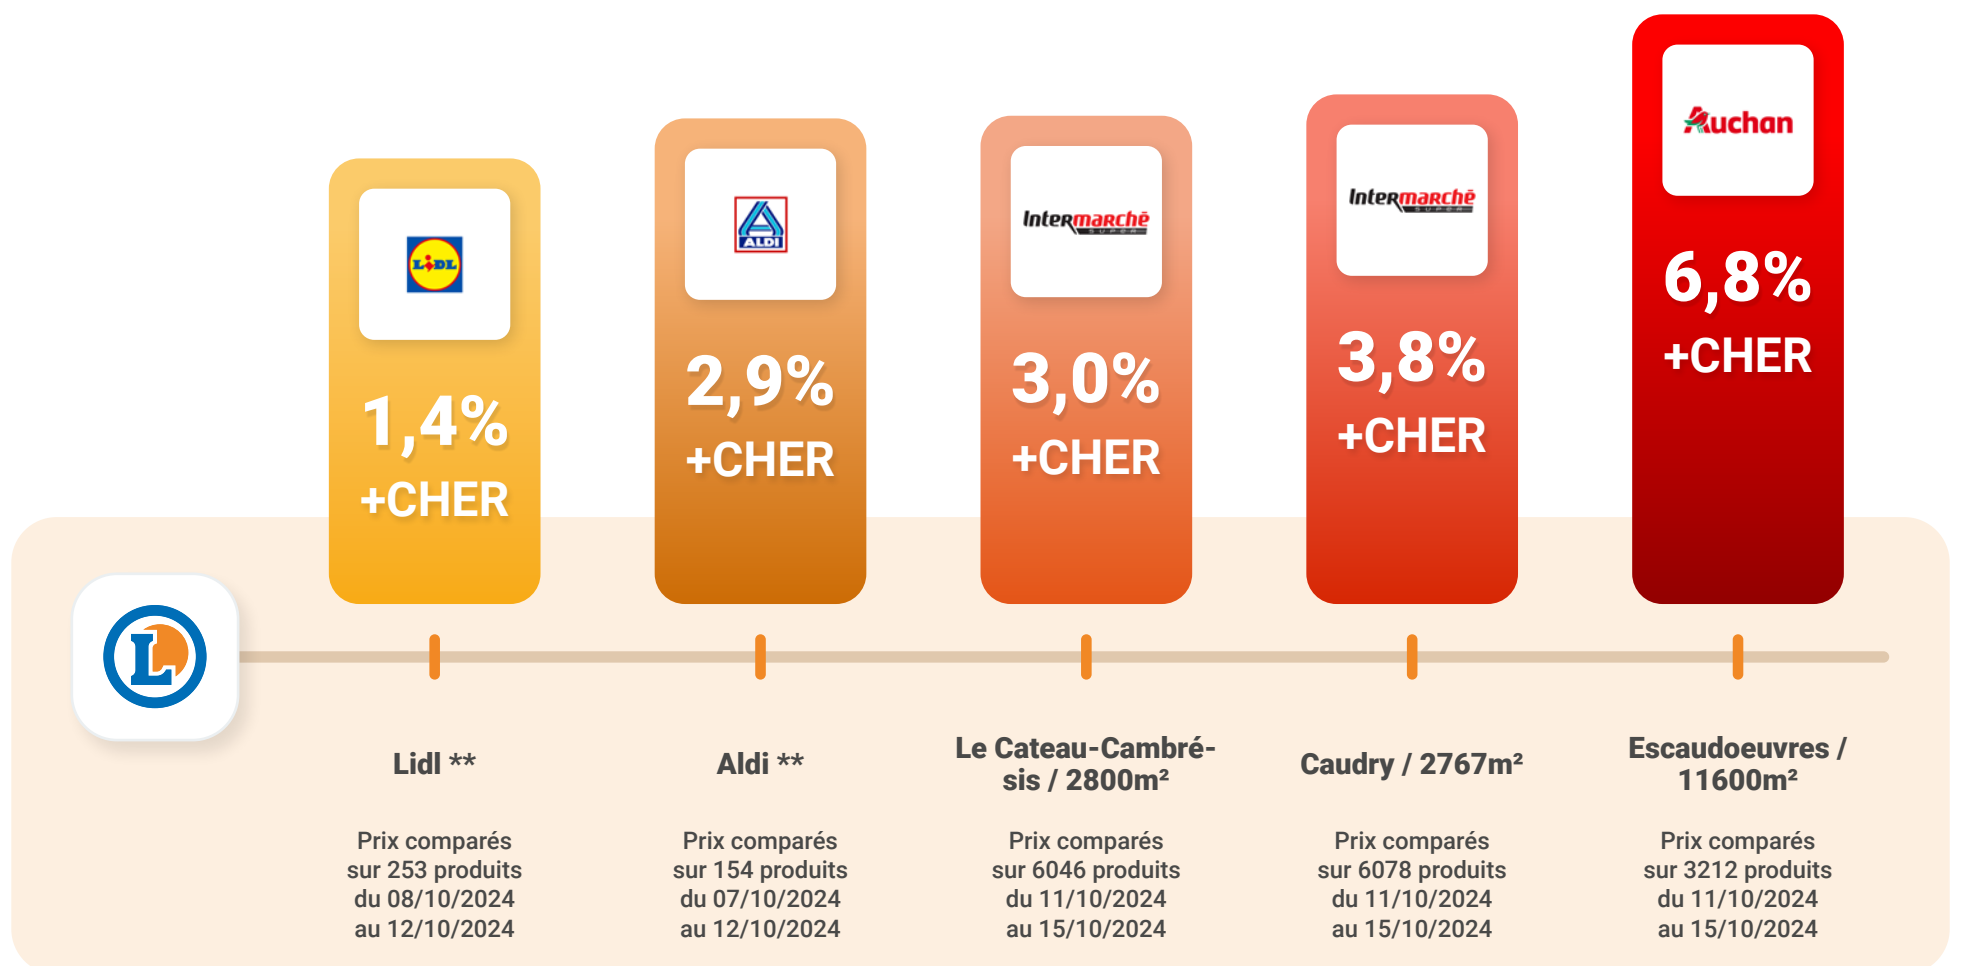 LIDL
1,4%
+CHER
ALDI
2,9%
+CHER
Intermarchē
SUPER
3,0%
+CHER
Intermarchē
SUPER
3,8%
+CHER
Auchan
6,8%
+CHER
L
Lidl **
Prix comparés
sur 253 produits
du 08/10/2024
au 12/10/2024
Aldi **
Prix comparés
sur 154 produits
du 07/10/2024
au 12/10/2024
Le Cateau-Cambré-
sis / 2800m²
Prix comparés
sur 6046 produits
du 11/10/2024
au 15/10/2024
Caudry / 2767m²
Prix comparés
sur 6078 produits
du 11/10/2024
au 15/10/2024
Escaudoeuvres /
11600m²
Prix comparés
sur 3212 produits
du 11/10/2024
au 15/10/2024